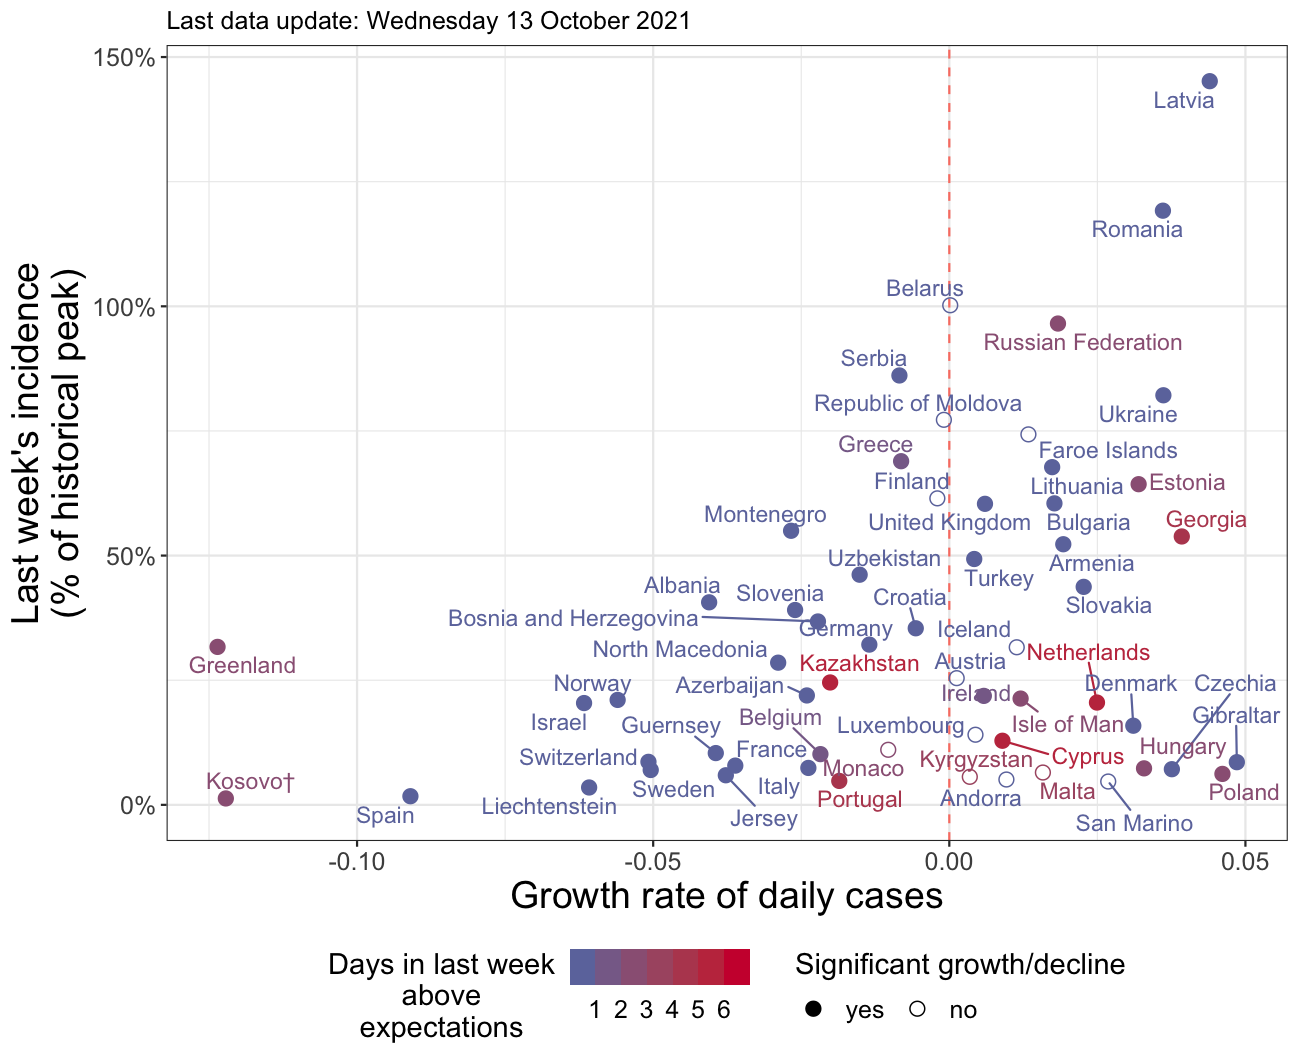 Last data update: Wednesday 13 October 2021
150%
Latvia
Romania
Belarus
100%
Russian Federation
Serbia
Republic of Moldova
Ukraine
Greece
Faroe Islands
Finland
Lithuania
Estonia
Montenegro
United Kingdom
Bulgaria
Georgia
50%
Uzbekistan
Armenia
Turkey
Albania
Slovenia
Croatia
Slovakia
Bosnia and Herzegovina
Germany
Iceland
North Macedonia
Kazakhstan
Austria
Netherlands
Greenland
Norway
Azerbaijan
Ireland
Denmark
Czechia
Israel
Guernsey
Belgium
Luxembourg
Isle of Man
Gibraltar
Switzerland
France
Kyrgyzstan
Cyprus
Hungary
Kosovo†
Monaco
Sweden
Italy
Portugal
Andorra
Malta
Poland
0%
Spain
Liechtenstein
Jersey
San Marino
Last week's incidence
(% of historical peak)
-0.10
-0.05
0.00
0.05
Growth rate of daily cases
Days in last week
above
expectations
1 2 3 4 5 6
Significant growth/decline
yes
no